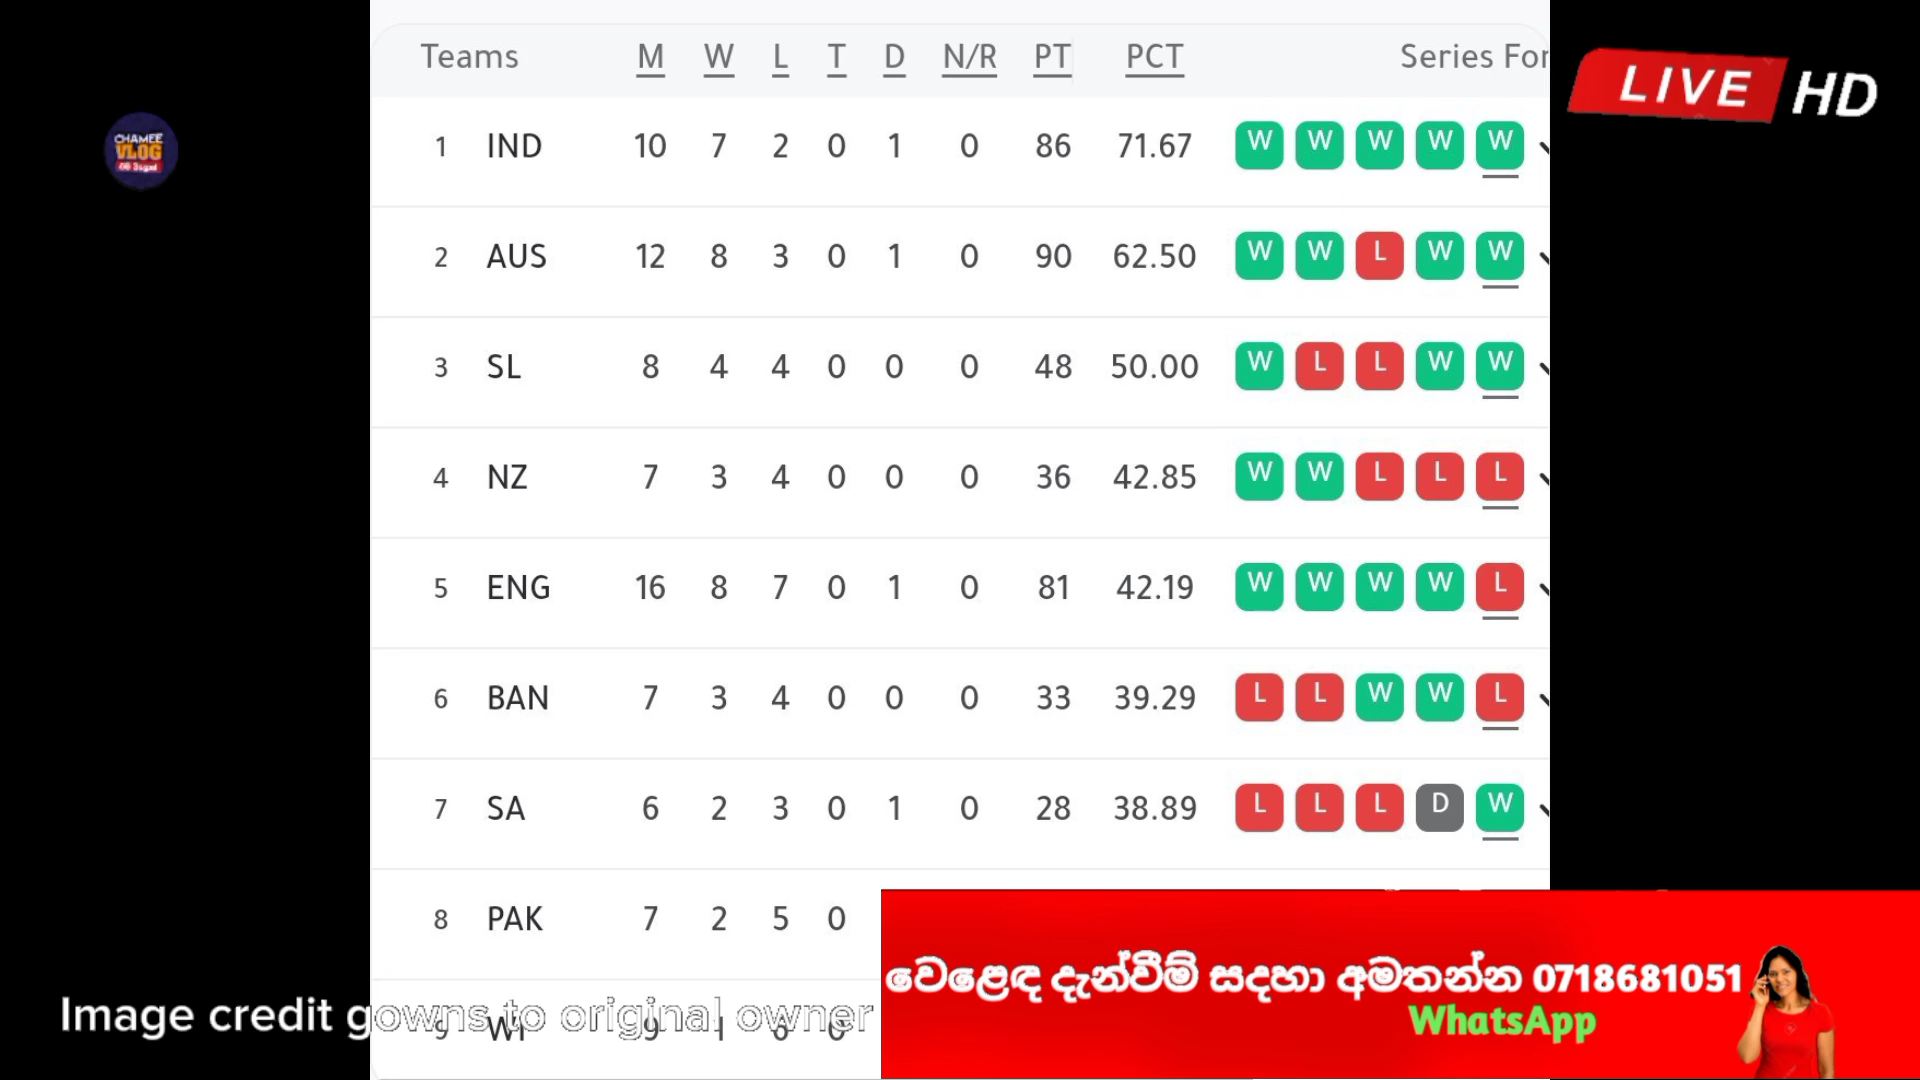 Teams M W L T D N/R PT PCT Series For
LIVE HD
CHAMEE
VLOG
1 IND 10 7 2 0 1 0 86 71.67 W W W W W
2 AUS 12 8 3 0 1 0 90 62.50 W W L W W
3 SL 8 4 4 0 0 0 48 50.00 W L L W W
4 NZ 7 3 4 0 0 0 36 42.85 W W L L L
5 ENG 16 8 7 0 1 0 81 42.19 W W W W L
6 BAN 7 3 4 0 0 0 33 39.29 L L W W L
7 SA 6 2 3 0 1 0 28 38.89 L L L D W
8 PAK 7 2 5 0
9 WI 9 1 6 0
Image credit gowns to original owner
වෙළෙඳ දැන්වීම් සදහා අමතන්න 0718681051
WhatsApp